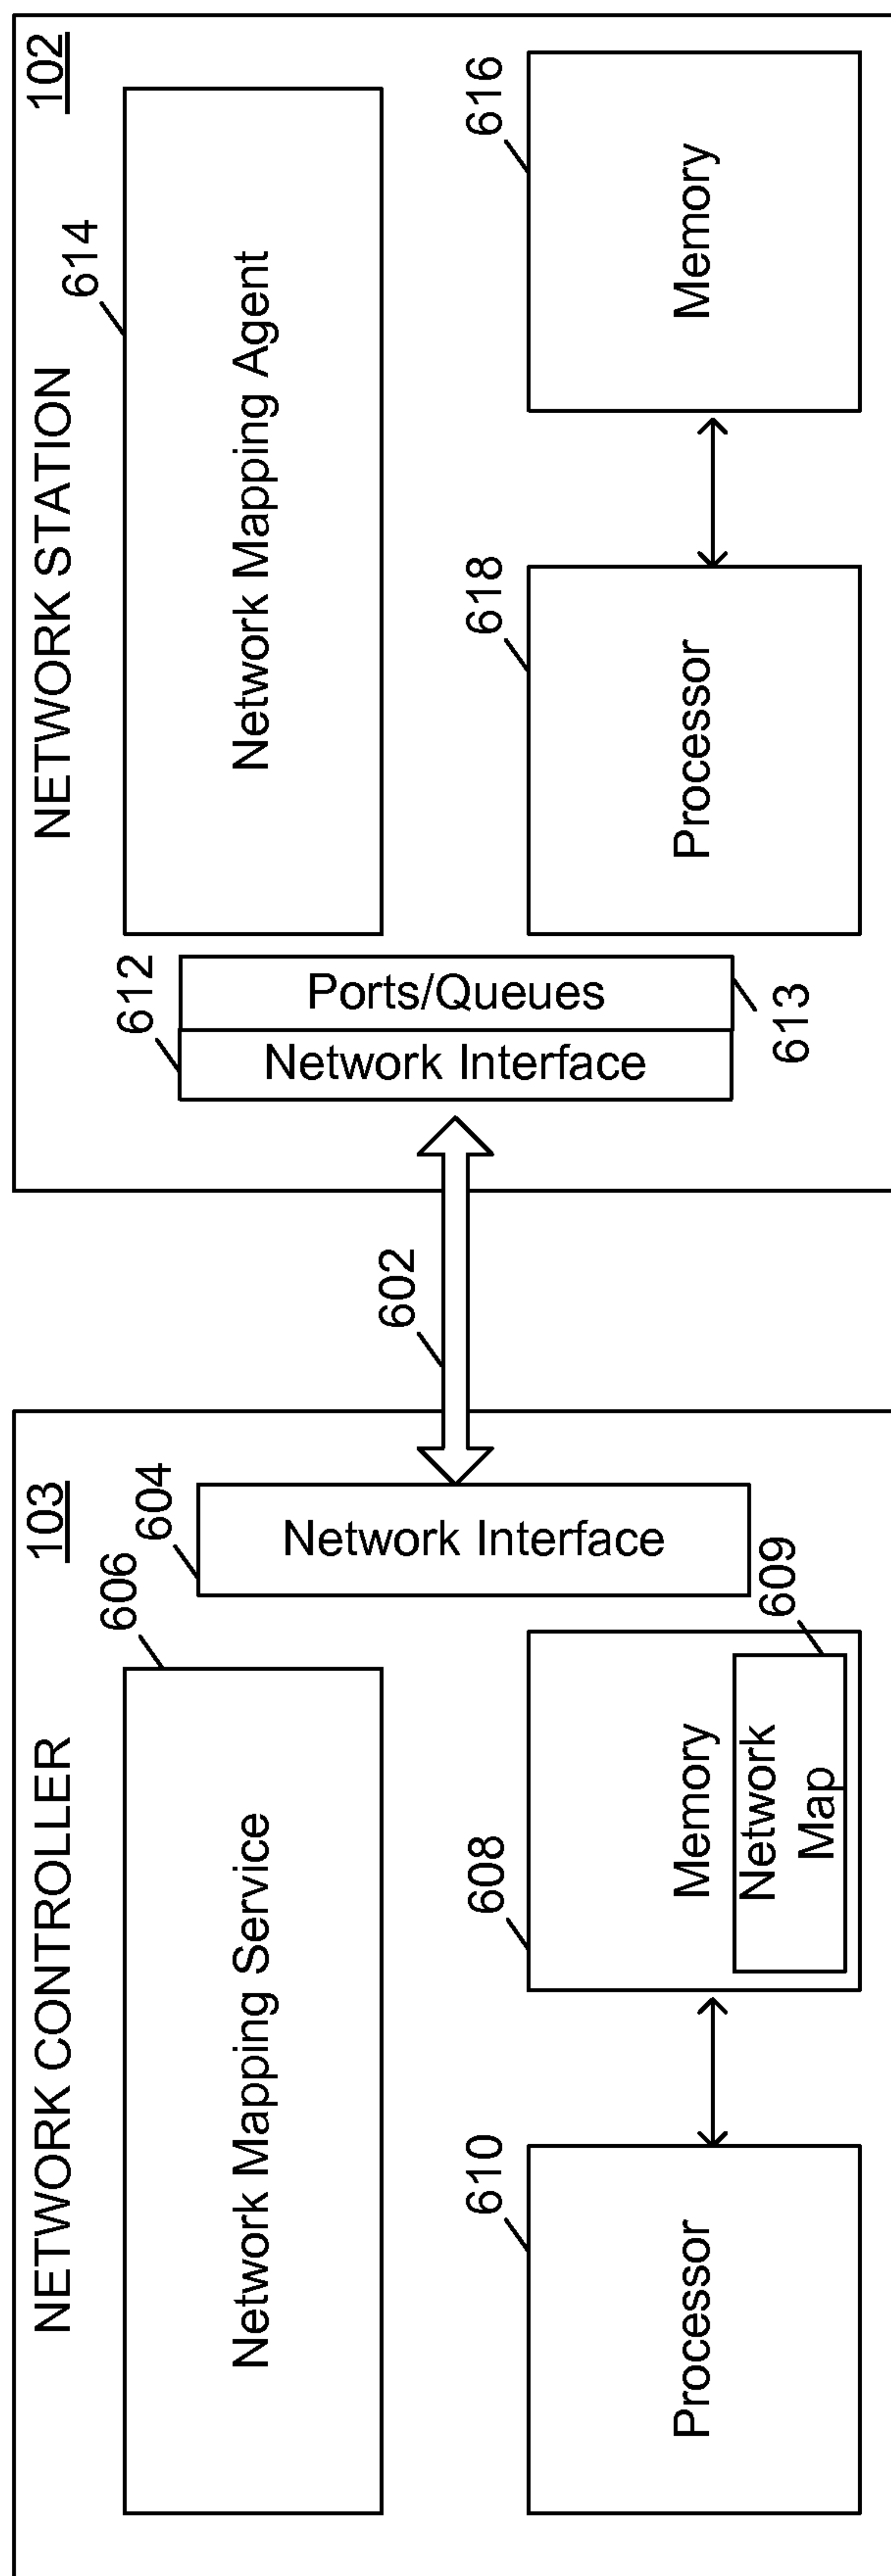 NETWORK CONTROLLER
103
606
Network Mapping Service
604
Network Interface
610
Processor
608
Memory
Network
Map
609
602
NETWORK STATION
102
612
Network Interface
Ports/Queues
613
614
Network Mapping Agent
618
Processor
616
Memory